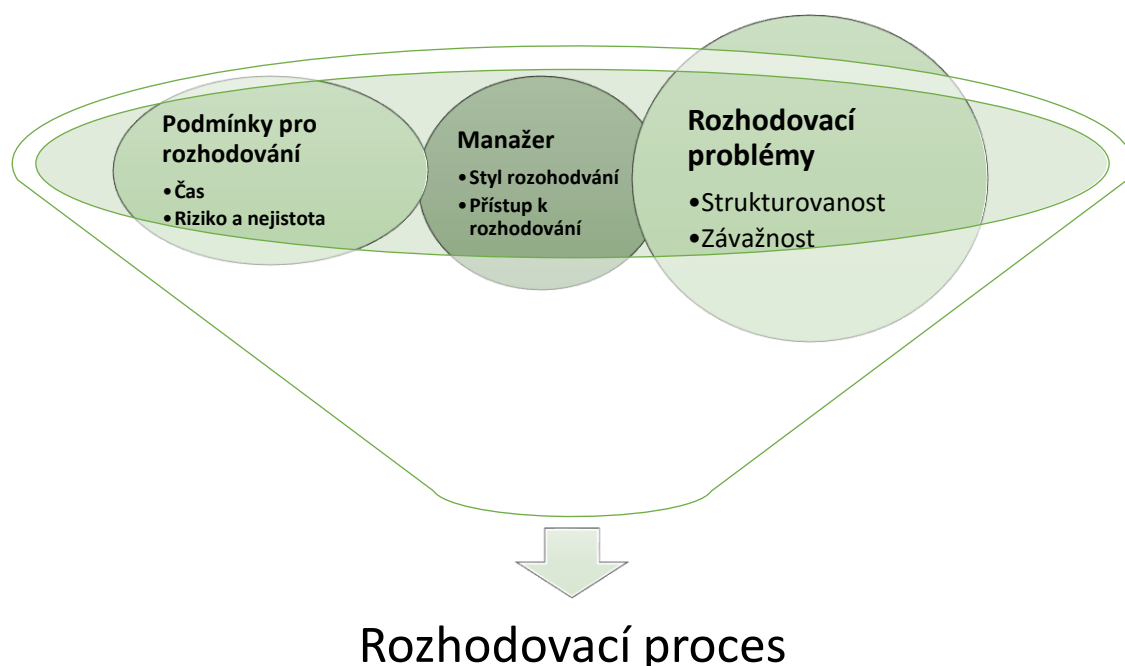 Podmínky pro
rozhodování
•Čas
•Riziko a nejistota
Manažer
•Styl rozohodvání
•Přístup k
rozhodování
Rozhodovací
problémy
•Strukturovanost
•Závažnost
Rozhodovací proces